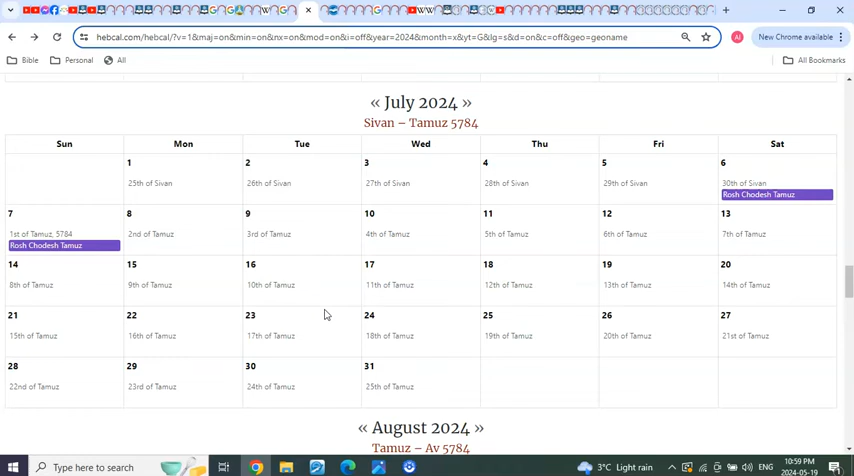 hebcal.com/hebcal/?v=1&maj=on&min=on&nx=on&mod=on&i=off&year=2024&month=x&yt=G&lg=s&d=on&c=off&geo=geoname
New Chrome available
Bible Personal All All Bookmarks
« July 2024 »
Sivan – Tamuz 5784
Sun Mon Tue Wed Thu Fri Sat
1 2 3 4 5 6
25th of Sivan 26th of Sivan 27th of Sivan 28th of Sivan 29th of Sivan 30th of Sivan
Rosh Chodesh Tamuz
7 8 9 10 11 12 13
1st of Tamuz, 5784 2nd of Tamuz 3rd of Tamuz 4th of Tamuz 5th of Tamuz 6th of Tamuz 7th of Tamuz
Rosh Chodesh Tamuz
14 15 16 17 18 19 20
8th of Tamuz 9th of Tamuz 10th of Tamuz 11th of Tamuz 12th of Tamuz 13th of Tamuz 14th of Tamuz
21 22 23 24 25 26 27
15th of Tamuz 16th of Tamuz 17th of Tamuz 18th of Tamuz 19th of Tamuz 20th of Tamuz 21st of Tamuz
28 29 30 31
22nd of Tamuz 23rd of Tamuz 24th of Tamuz 25th of Tamuz
« August 2024 »
Tamuz – Av 5784
Type here to search
3°C Light rain
ENG
10:59 PM
2024-05-19